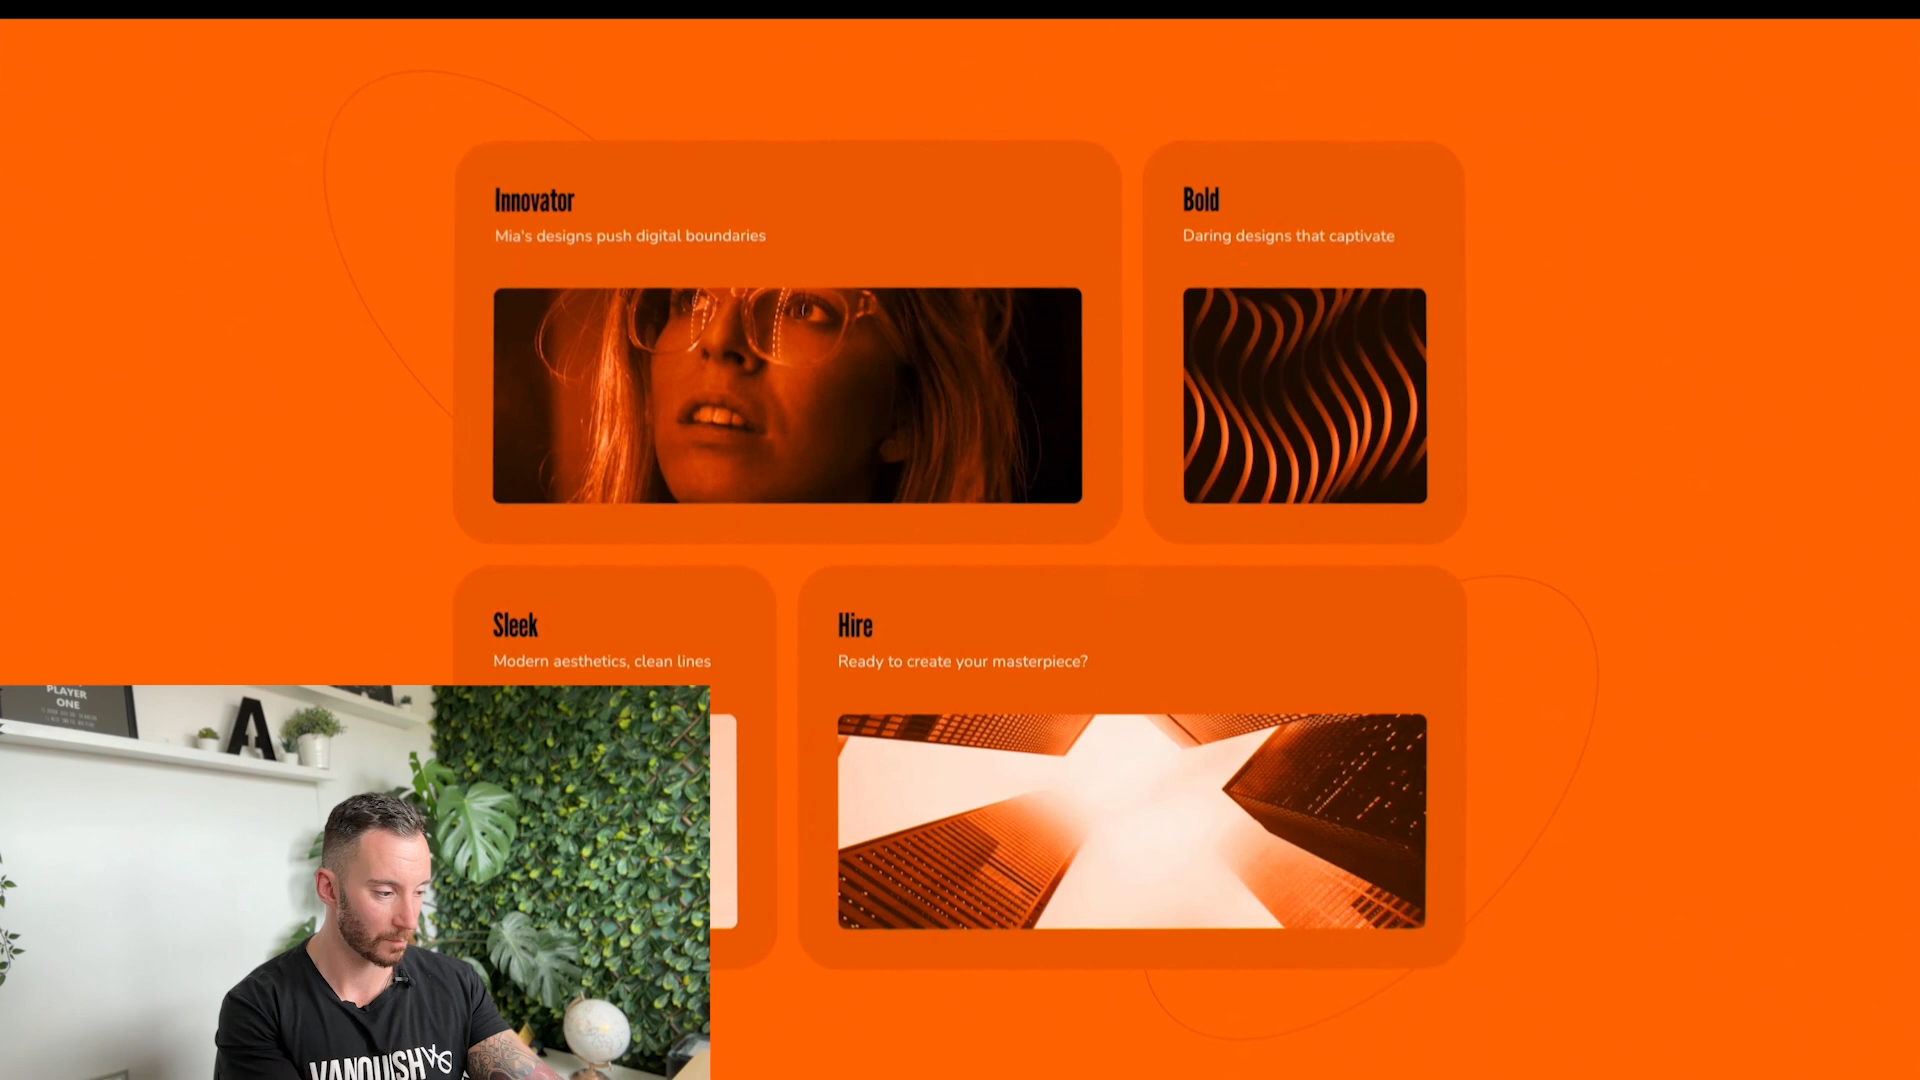 Innovator
Mia's designs push digital boundaries
Bold
Daring designs that captivate
Sleek
Modern aesthetics, clean lines
Hire
Ready to create your masterpiece?
PLAYER
ONE
A
VANQUISH